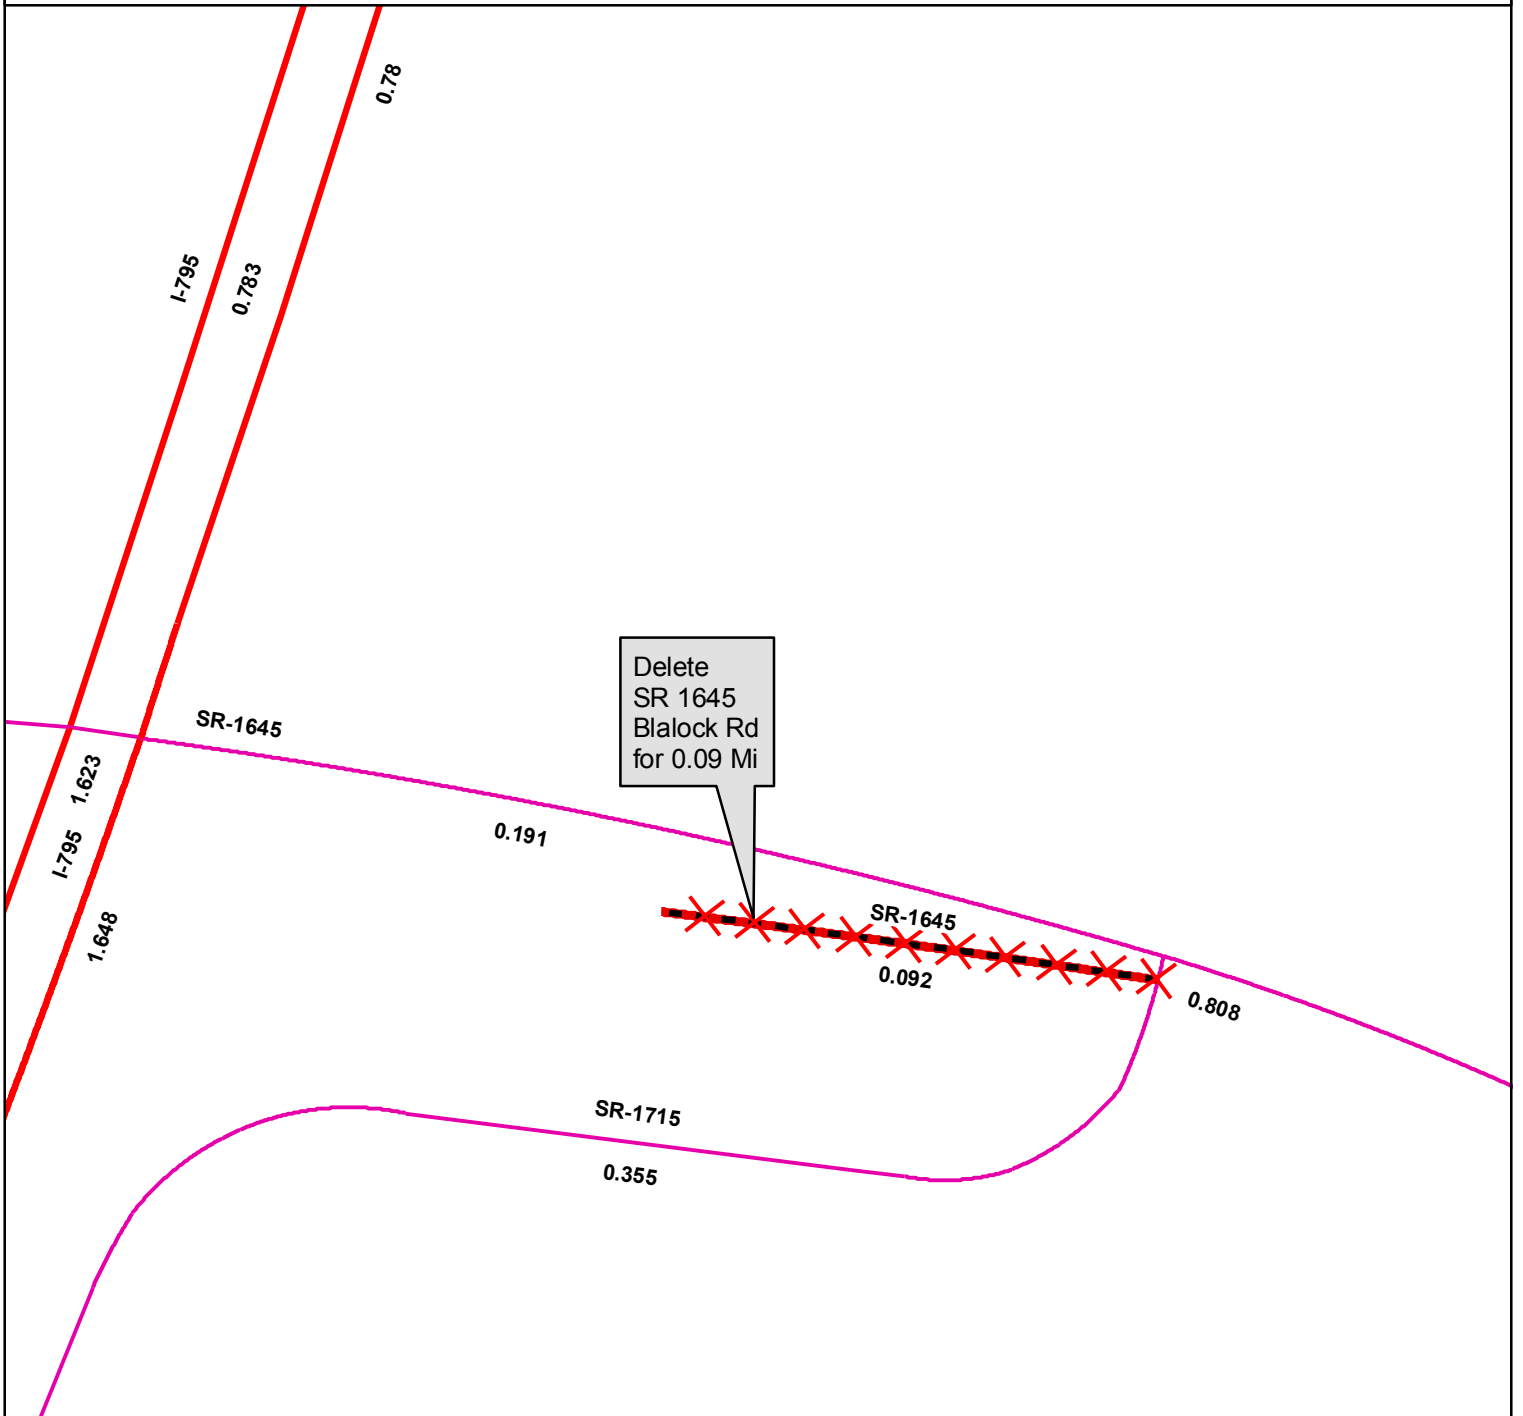 0.78
I-795
0.783
Delete
SR 1645
Blalock Rd
for 0.09 Mi
SR-1645
1.623
0.191
I-795
SR-1645
1.648
0.092
0.808
SR-1715
0.355